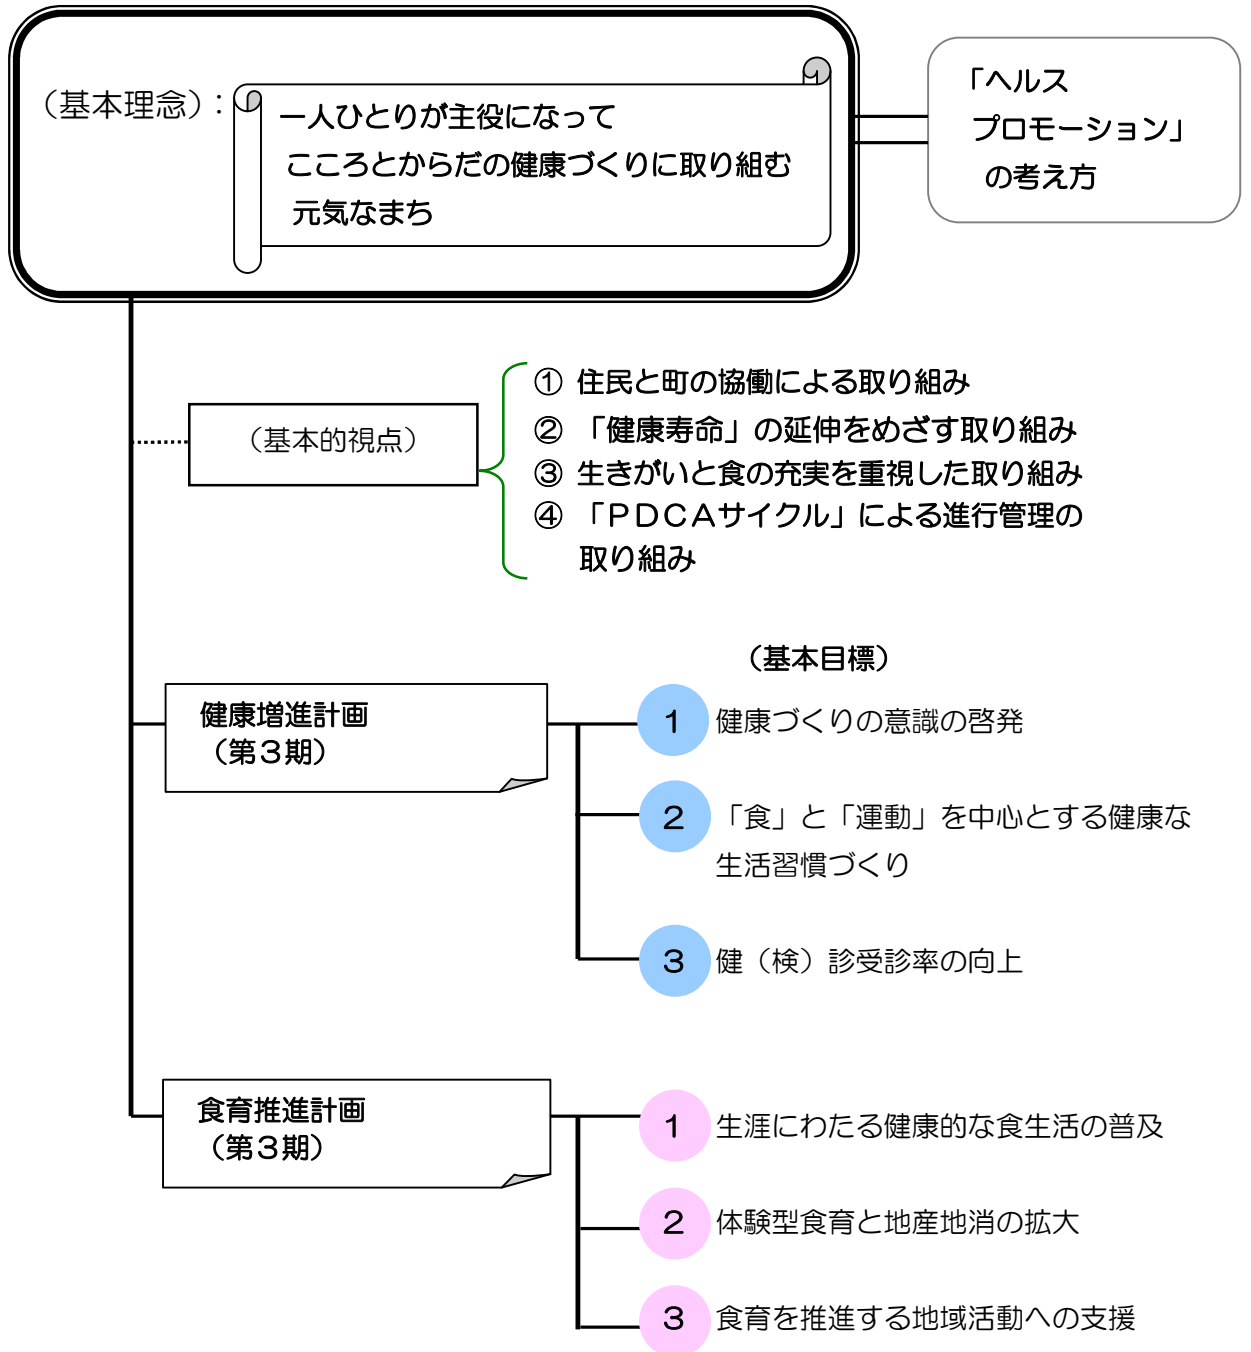 （基本理念）：
一人ひとりが主役になって
こころとからだの健康づくりに取り組む
元気なまち
「ヘルス
プロモーション」
の考え方
（基本的視点）
① 住民と町の協働による取り組み
② 「健康寿命」の延伸をめざす取り組み
③ 生きがいと食の充実を重視した取り組み
④ 「ＰＤＣＡサイクル」による進行管理の
取り組み
（基本目標）
健康増進計画
（第３期）
１ 健康づくりの意識の啓発
２ 「食」と「運動」を中心とする健康な
生活習慣づくり
３ 健（検）診受診率の向上
食育推進計画
（第３期）
１ 生涯にわたる健康的な食生活の普及
２ 体験型食育と地産地消の拡大
３ 食育を推進する地域活動への支援